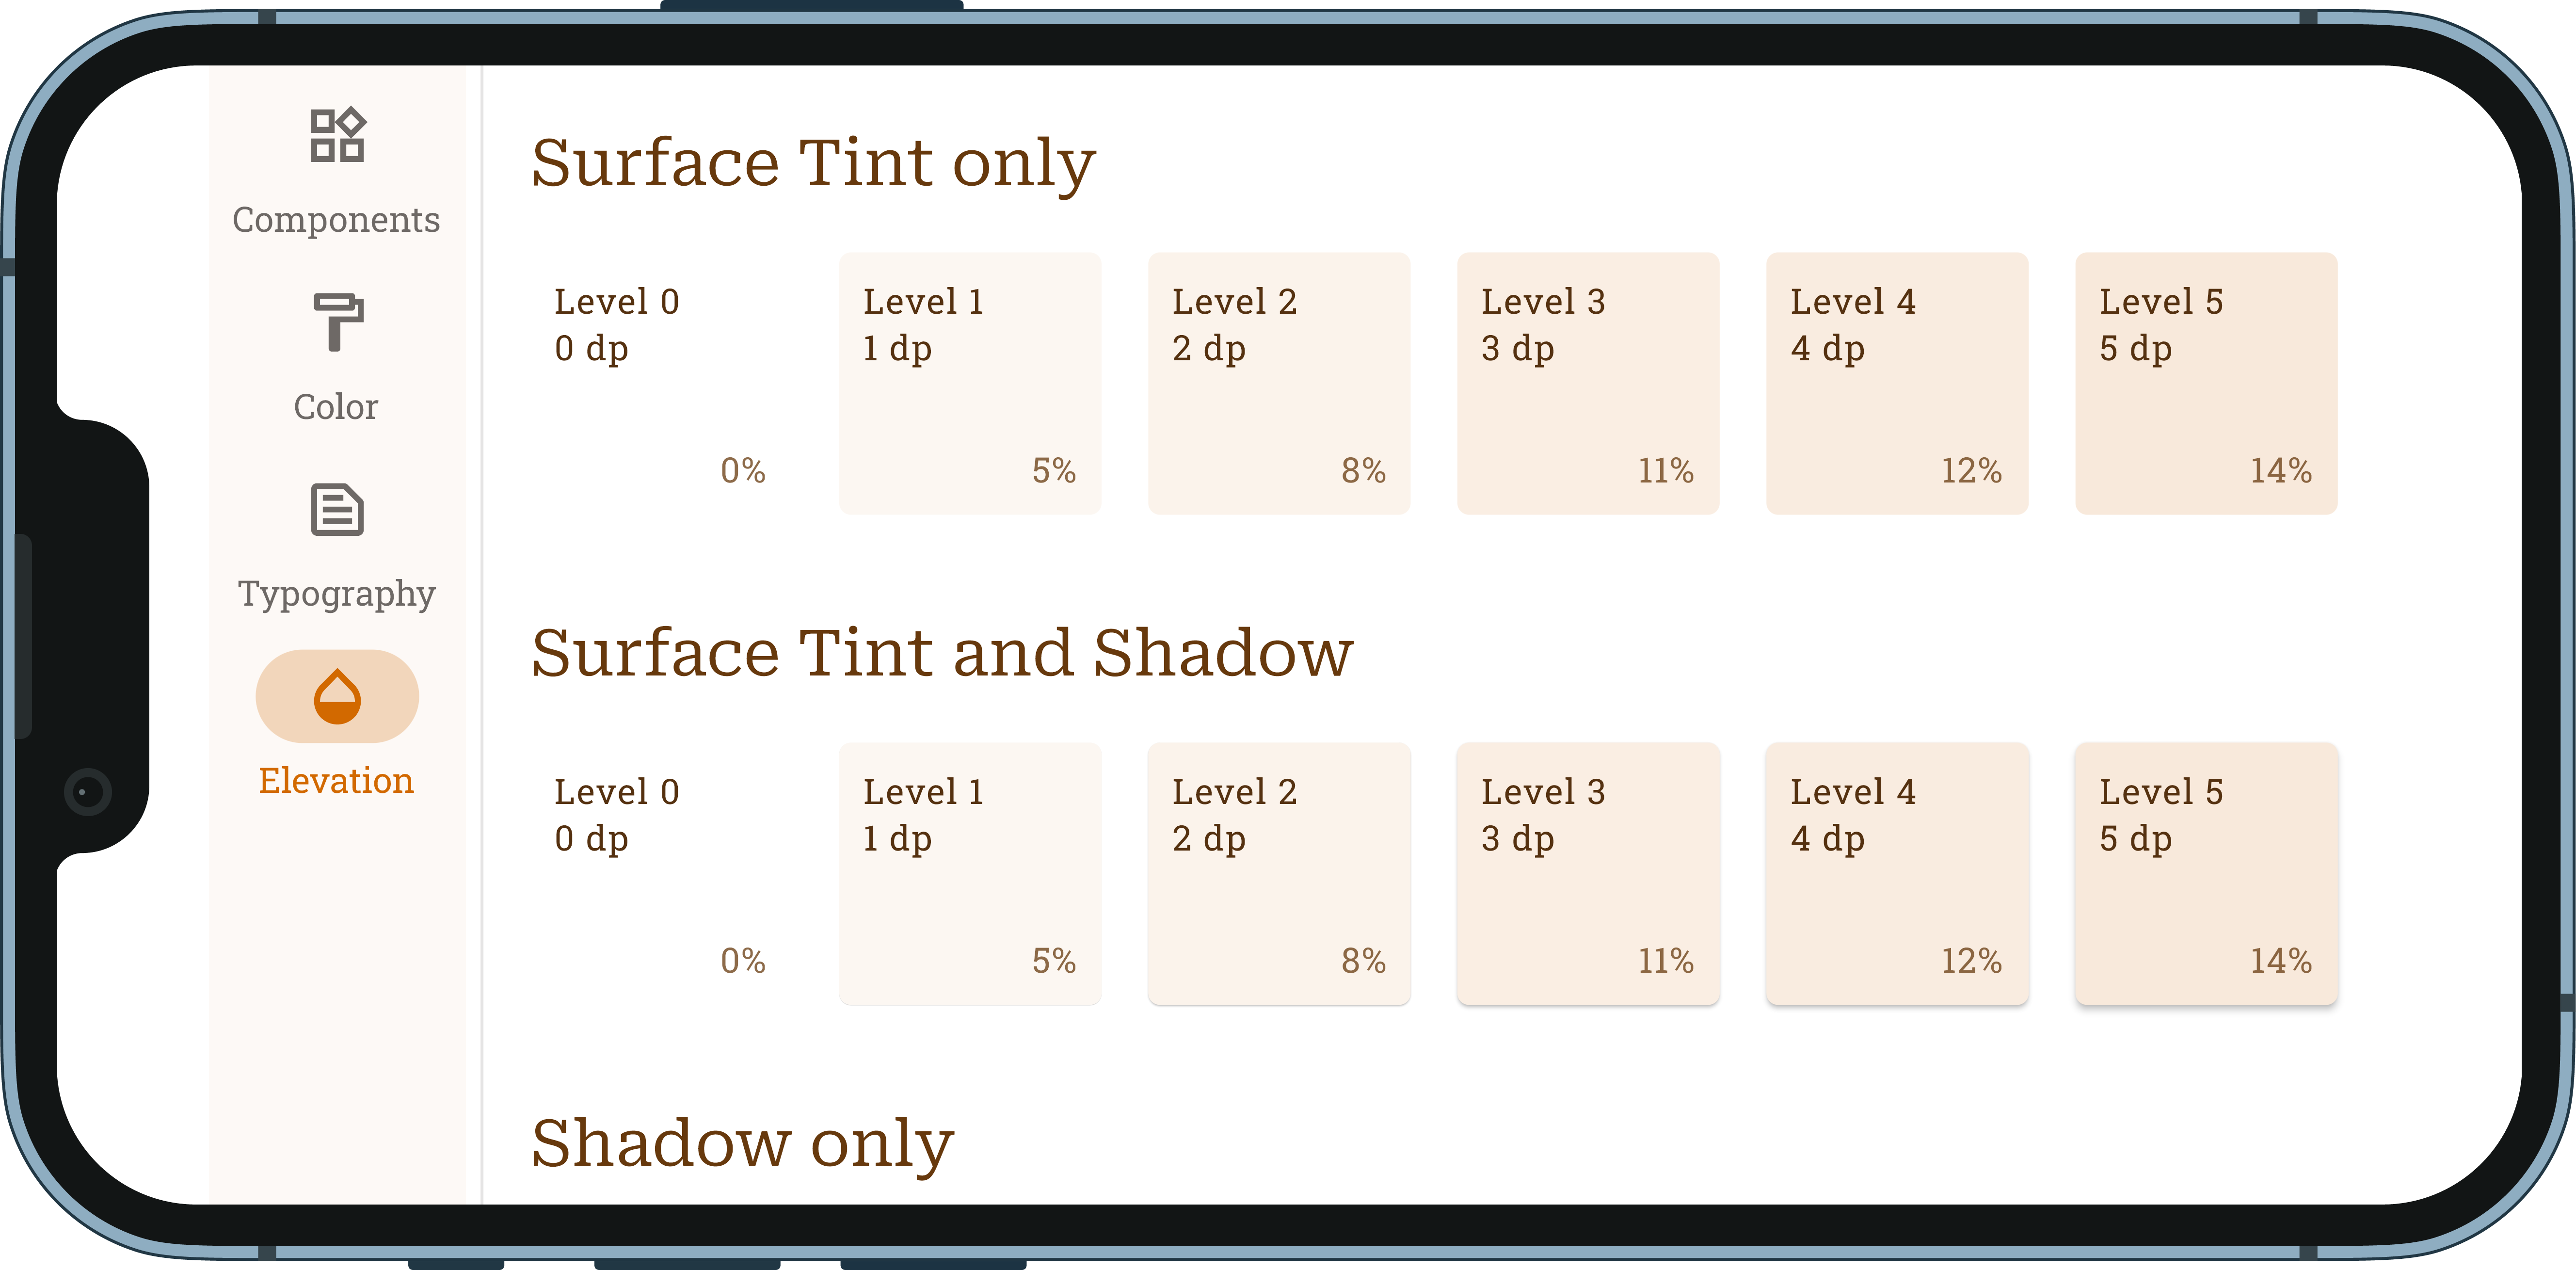 Components
Color
Typography
Elevation
Surface Tint only
Level 0
0 dp
0%
Level 1
1 dp
5%
Level 2
2 dp
8%
Level 3
3 dp
11%
Level 4
4 dp
12%
Level 5
5 dp
14%
Surface Tint and Shadow
Level 0
0 dp
0%
Level 1
1 dp
5%
Level 2
2 dp
8%
Level 3
3 dp
11%
Level 4
4 dp
12%
Level 5
5 dp
14%
Shadow only